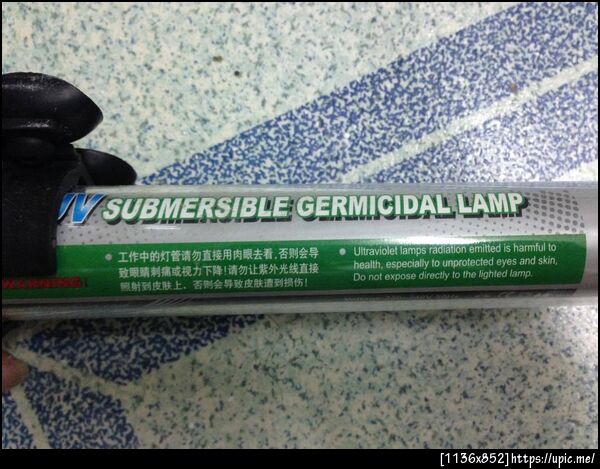 SUBMERSIBLE GERMICIDAL LAMP
● 工作中的灯管请勿直接用肉眼去看,否则会导
致眼睛刺痛或视力下降!请勿让紫外光线直接
照射到皮肤上、否则会导致皮肤遭到损伤!
● Ultraviolet lamps radiation emitted is harmful to
health, especially to unprotected eyes and skin,
Do not expose directly to the lighted lamp.
WARNING!
[1136x852]https://upic.me/